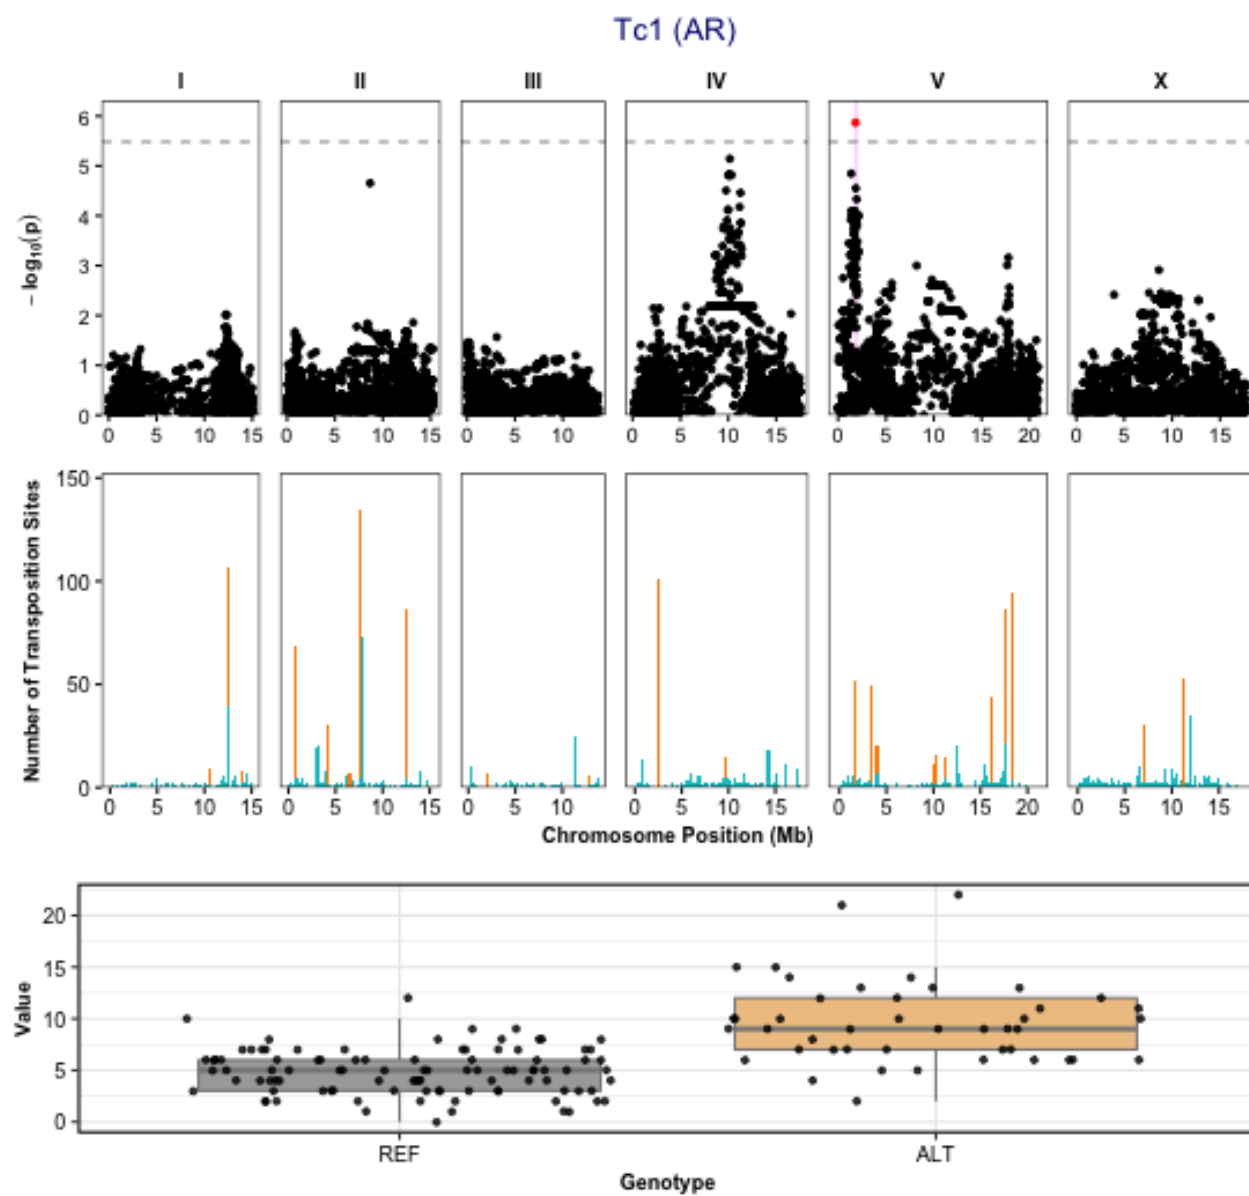 Tc1 (AR)
I II III IV V X
− log10(p)
6
5
4
3
2
1
0
0 5 10 15 0 5 10 15 0 5 10 0 5 10 15 0 5 10 15 20 0 5 10 15
Number of Transposition Sites
150
100
50
0
0 5 10 15 0 5 10 15 0 5 10 0 5 10 15 0 5 10 15 20 0 5 10 15
Chromosome Position (Mb)
Value
20
15
10
5
0
REF ALT
Genotype